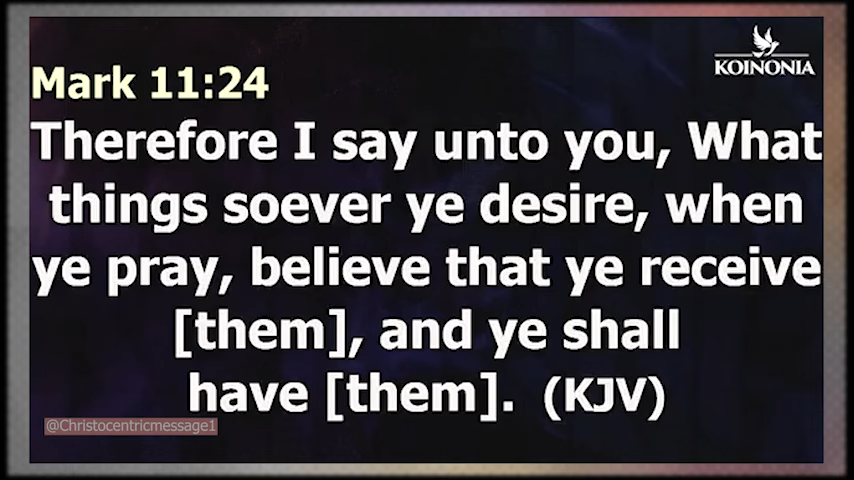 KOINONIA
Mark 11:24
Therefore I say unto you, What
things soever ye desire, when
ye pray, believe that ye receive
[them], and ye shall
have [them]. (KJV)
@Christocentricmessage1